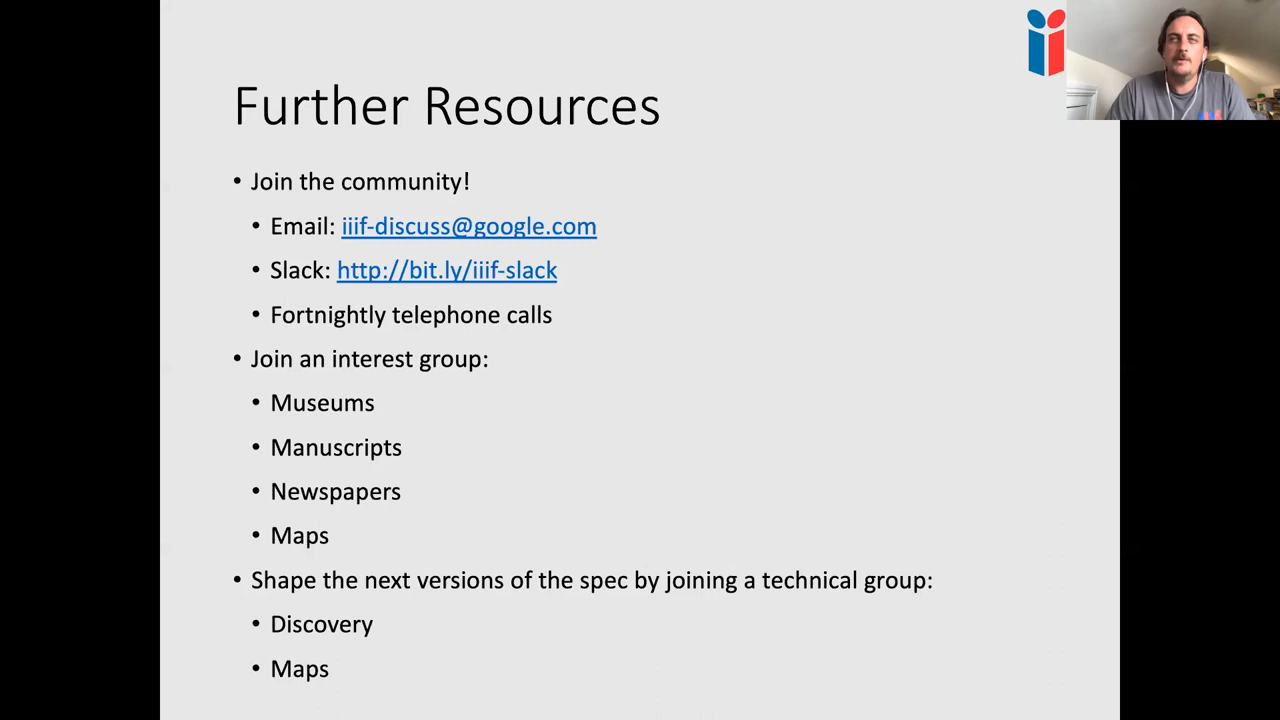 Further Resources
• Join the community!
• Email: iiif-discuss@google.com
• Slack: http://bit.ly/iiif-slack
• Fortnightly telephone calls
• Join an interest group:
• Museums
• Manuscripts
• Newspapers
• Maps
• Shape the next versions of the spec by joining a technical group:
• Discovery
• Maps